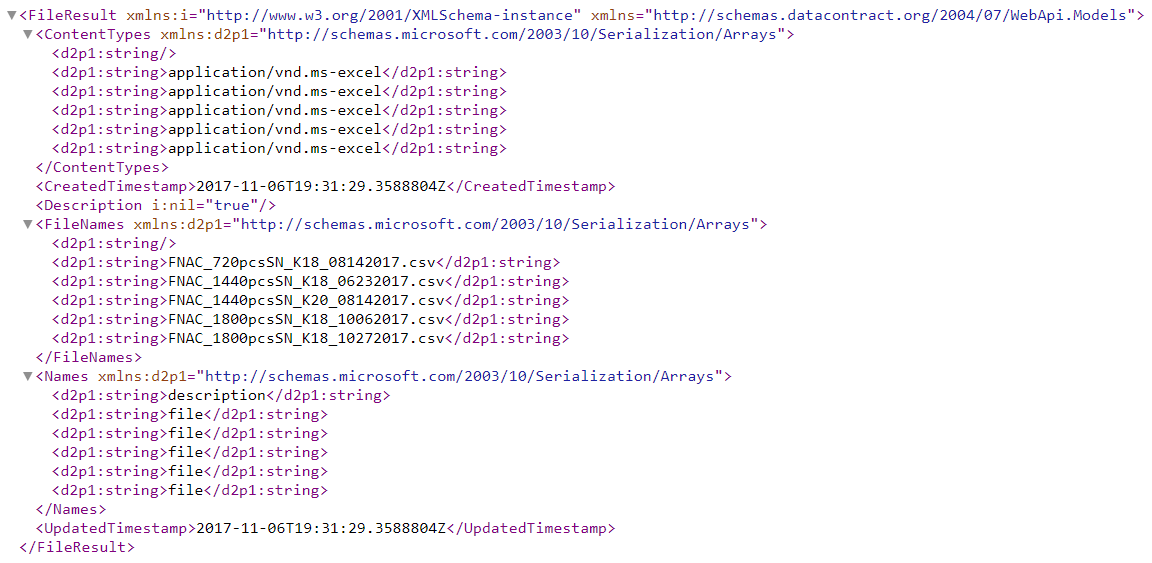 <FileResult xmlns:i="http://www.w3.org/2001/XMLSchema-instance" xmlns="http://schemas.datacontract.org/2004/07/WebApi.Models">
<ContentTypes xmlns:d2p1="http://schemas.microsoft.com/2003/10/Serialization/Arrays">
<d2p1:string/>
<d2p1:string>application/vnd.ms-excel</d2p1:string>
<d2p1:string>application/vnd.ms-excel</d2p1:string>
<d2p1:string>application/vnd.ms-excel</d2p1:string>
<d2p1:string>application/vnd.ms-excel</d2p1:string>
<d2p1:string>application/vnd.ms-excel</d2p1:string>
</ContentTypes>
<CreatedTimestamp>2017-11-06T19:31:29.3588804Z</CreatedTimestamp>
<Description i:nil="true"/>
<FileNames xmlns:d2p1="http://schemas.microsoft.com/2003/10/Serialization/Arrays">
<d2p1:string/>
<d2p1:string>FNAC_720pcsSN_K18_08142017.csv</d2p1:string>
<d2p1:string>FNAC_1440pcsSN_K18_06232017.csv</d2p1:string>
<d2p1:string>FNAC_1440pcsSN_K20_08142017.csv</d2p1:string>
<d2p1:string>FNAC_1800pcsSN_K18_10062017.csv</d2p1:string>
<d2p1:string>FNAC_1800pcsSN_K18_10272017.csv</d2p1:string>
</FileNames>
<Names xmlns:d2p1="http://schemas.microsoft.com/2003/10/Serialization/Arrays">
<d2p1:string>description</d2p1:string>
<d2p1:string>file</d2p1:string>
<d2p1:string>file</d2p1:string>
<d2p1:string>file</d2p1:string>
<d2p1:string>file</d2p1:string>
<d2p1:string>file</d2p1:string>
</Names>
<UpdatedTimestamp>2017-11-06T19:31:29.3588804Z</UpdatedTimestamp>
</FileResult>